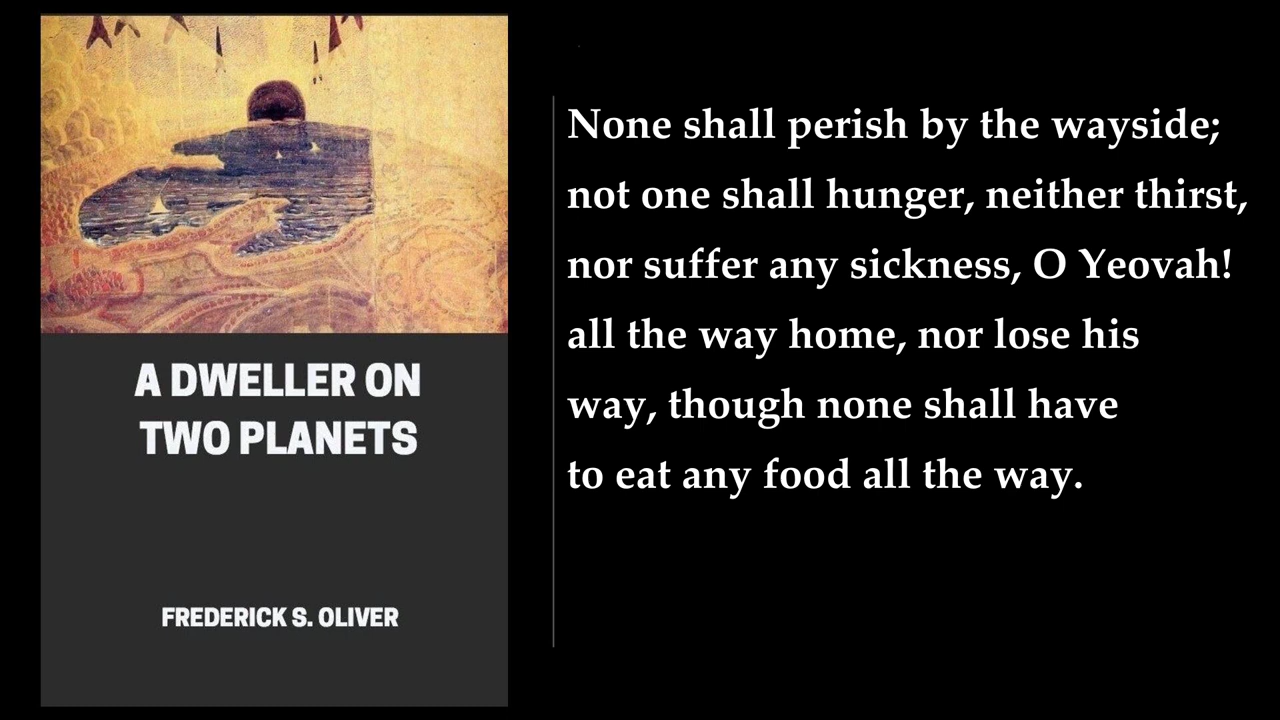 A DWELLER ON
TWO PLANETS
FREDERICK S. OLIVER
None shall perish by the wayside;
not one shall hunger, neither thirst,
nor suffer any sickness, O Yeovah!
all the way home, nor lose his
way, though none shall have
to eat any food all the way.